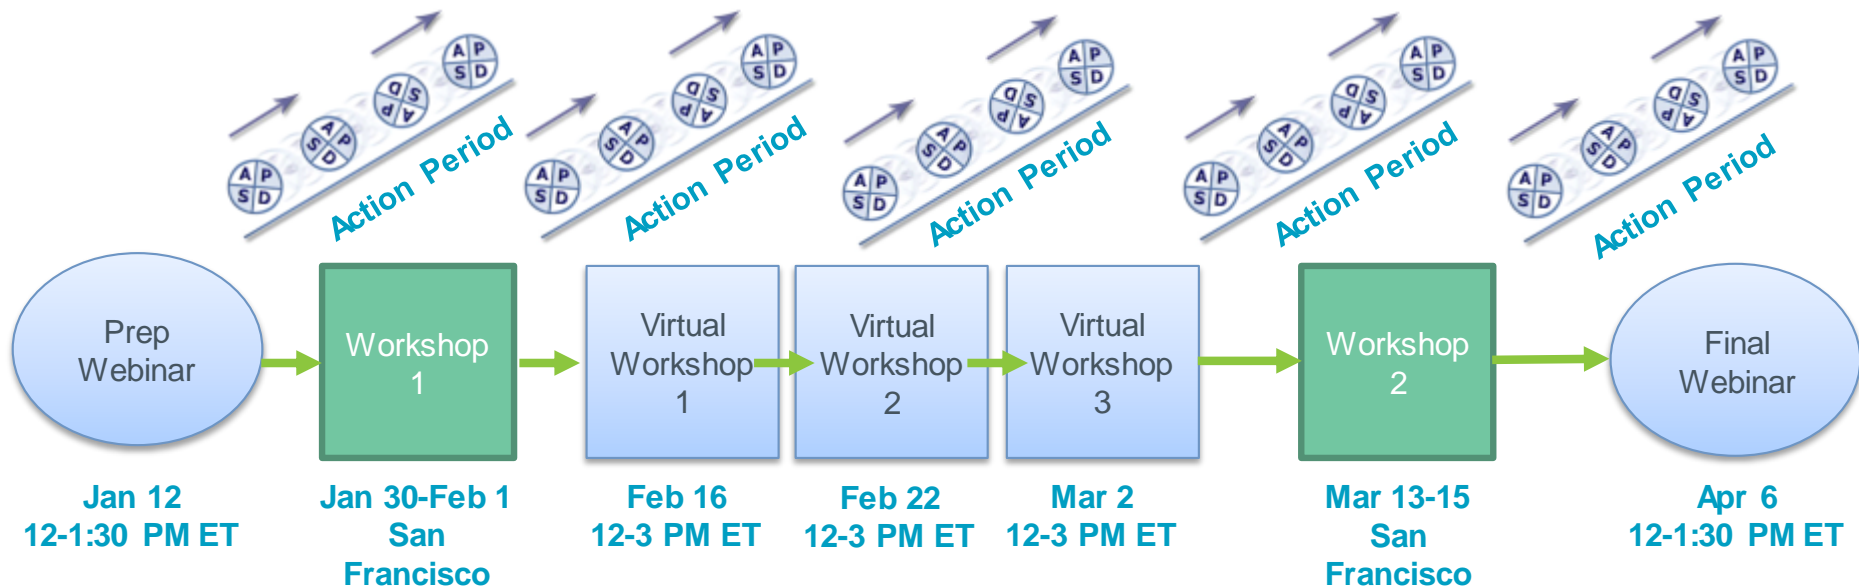 A P
S D
A P
S D
A P
S D
A P
S D
Action Period
A P
S D
A P
S D
A P
S D
A P
S D
Action Period
A P
S D
A P
S D
A P
S D
A P
S D
Action Period
A P
S D
A P
S D
A P
S D
A P
S D
Action Period
A P
S D
A P
S D
A P
S D
A P
S D
Action Period
Prep
Webinar
Workshop
1
Virtual
Workshop
1
Virtual
Workshop
2
Virtual
Workshop
3
Workshop
2
Final
Webinar
Jan 12
12-1:30 PM ET
Jan 30-Feb 1
San
Francisco
Feb 16
12-3 PM ET
Feb 22
12-3 PM ET
Mar 2
12-3 PM ET
Mar 13-15
San
Francisco
Apr 6
12-1:30 PM ET